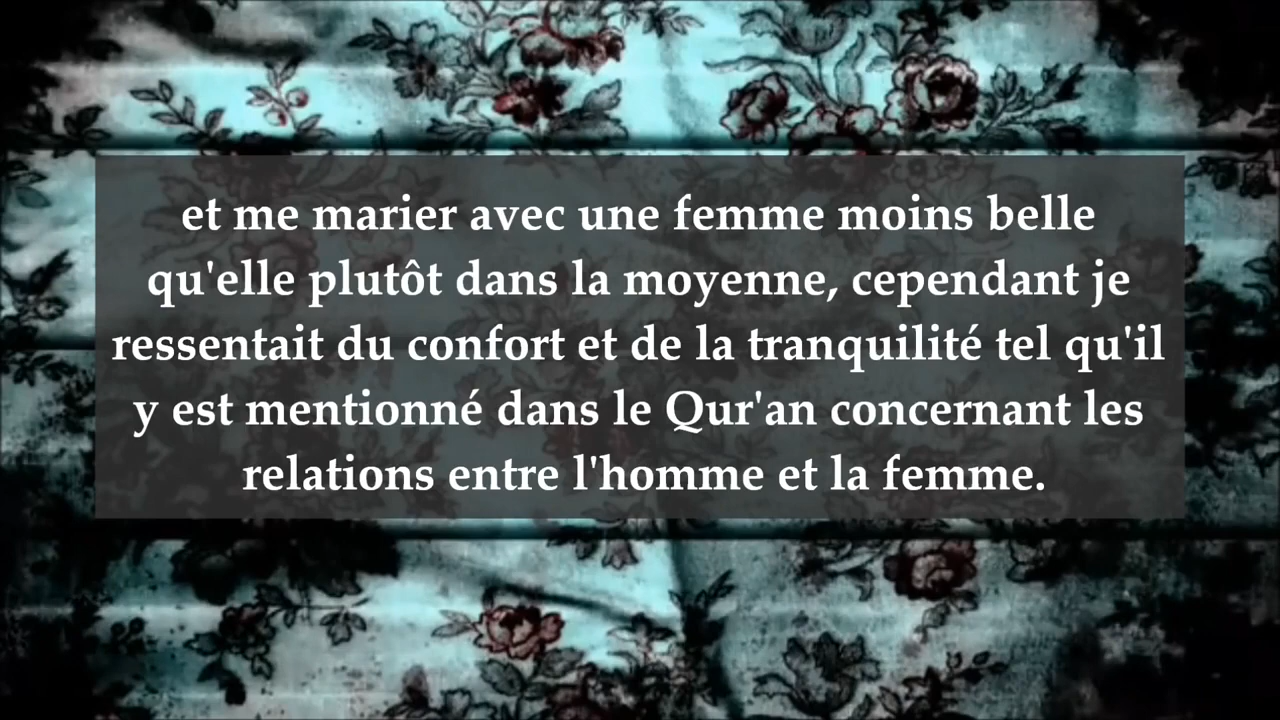 et me marier avec une femme moins belle
qu'elle plutôt dans la moyenne, cependant je
ressentait du confort et de la tranquilité tel qu'il
y est mentionné dans le Qur'an concernant les
relations entre l'homme et la femme.